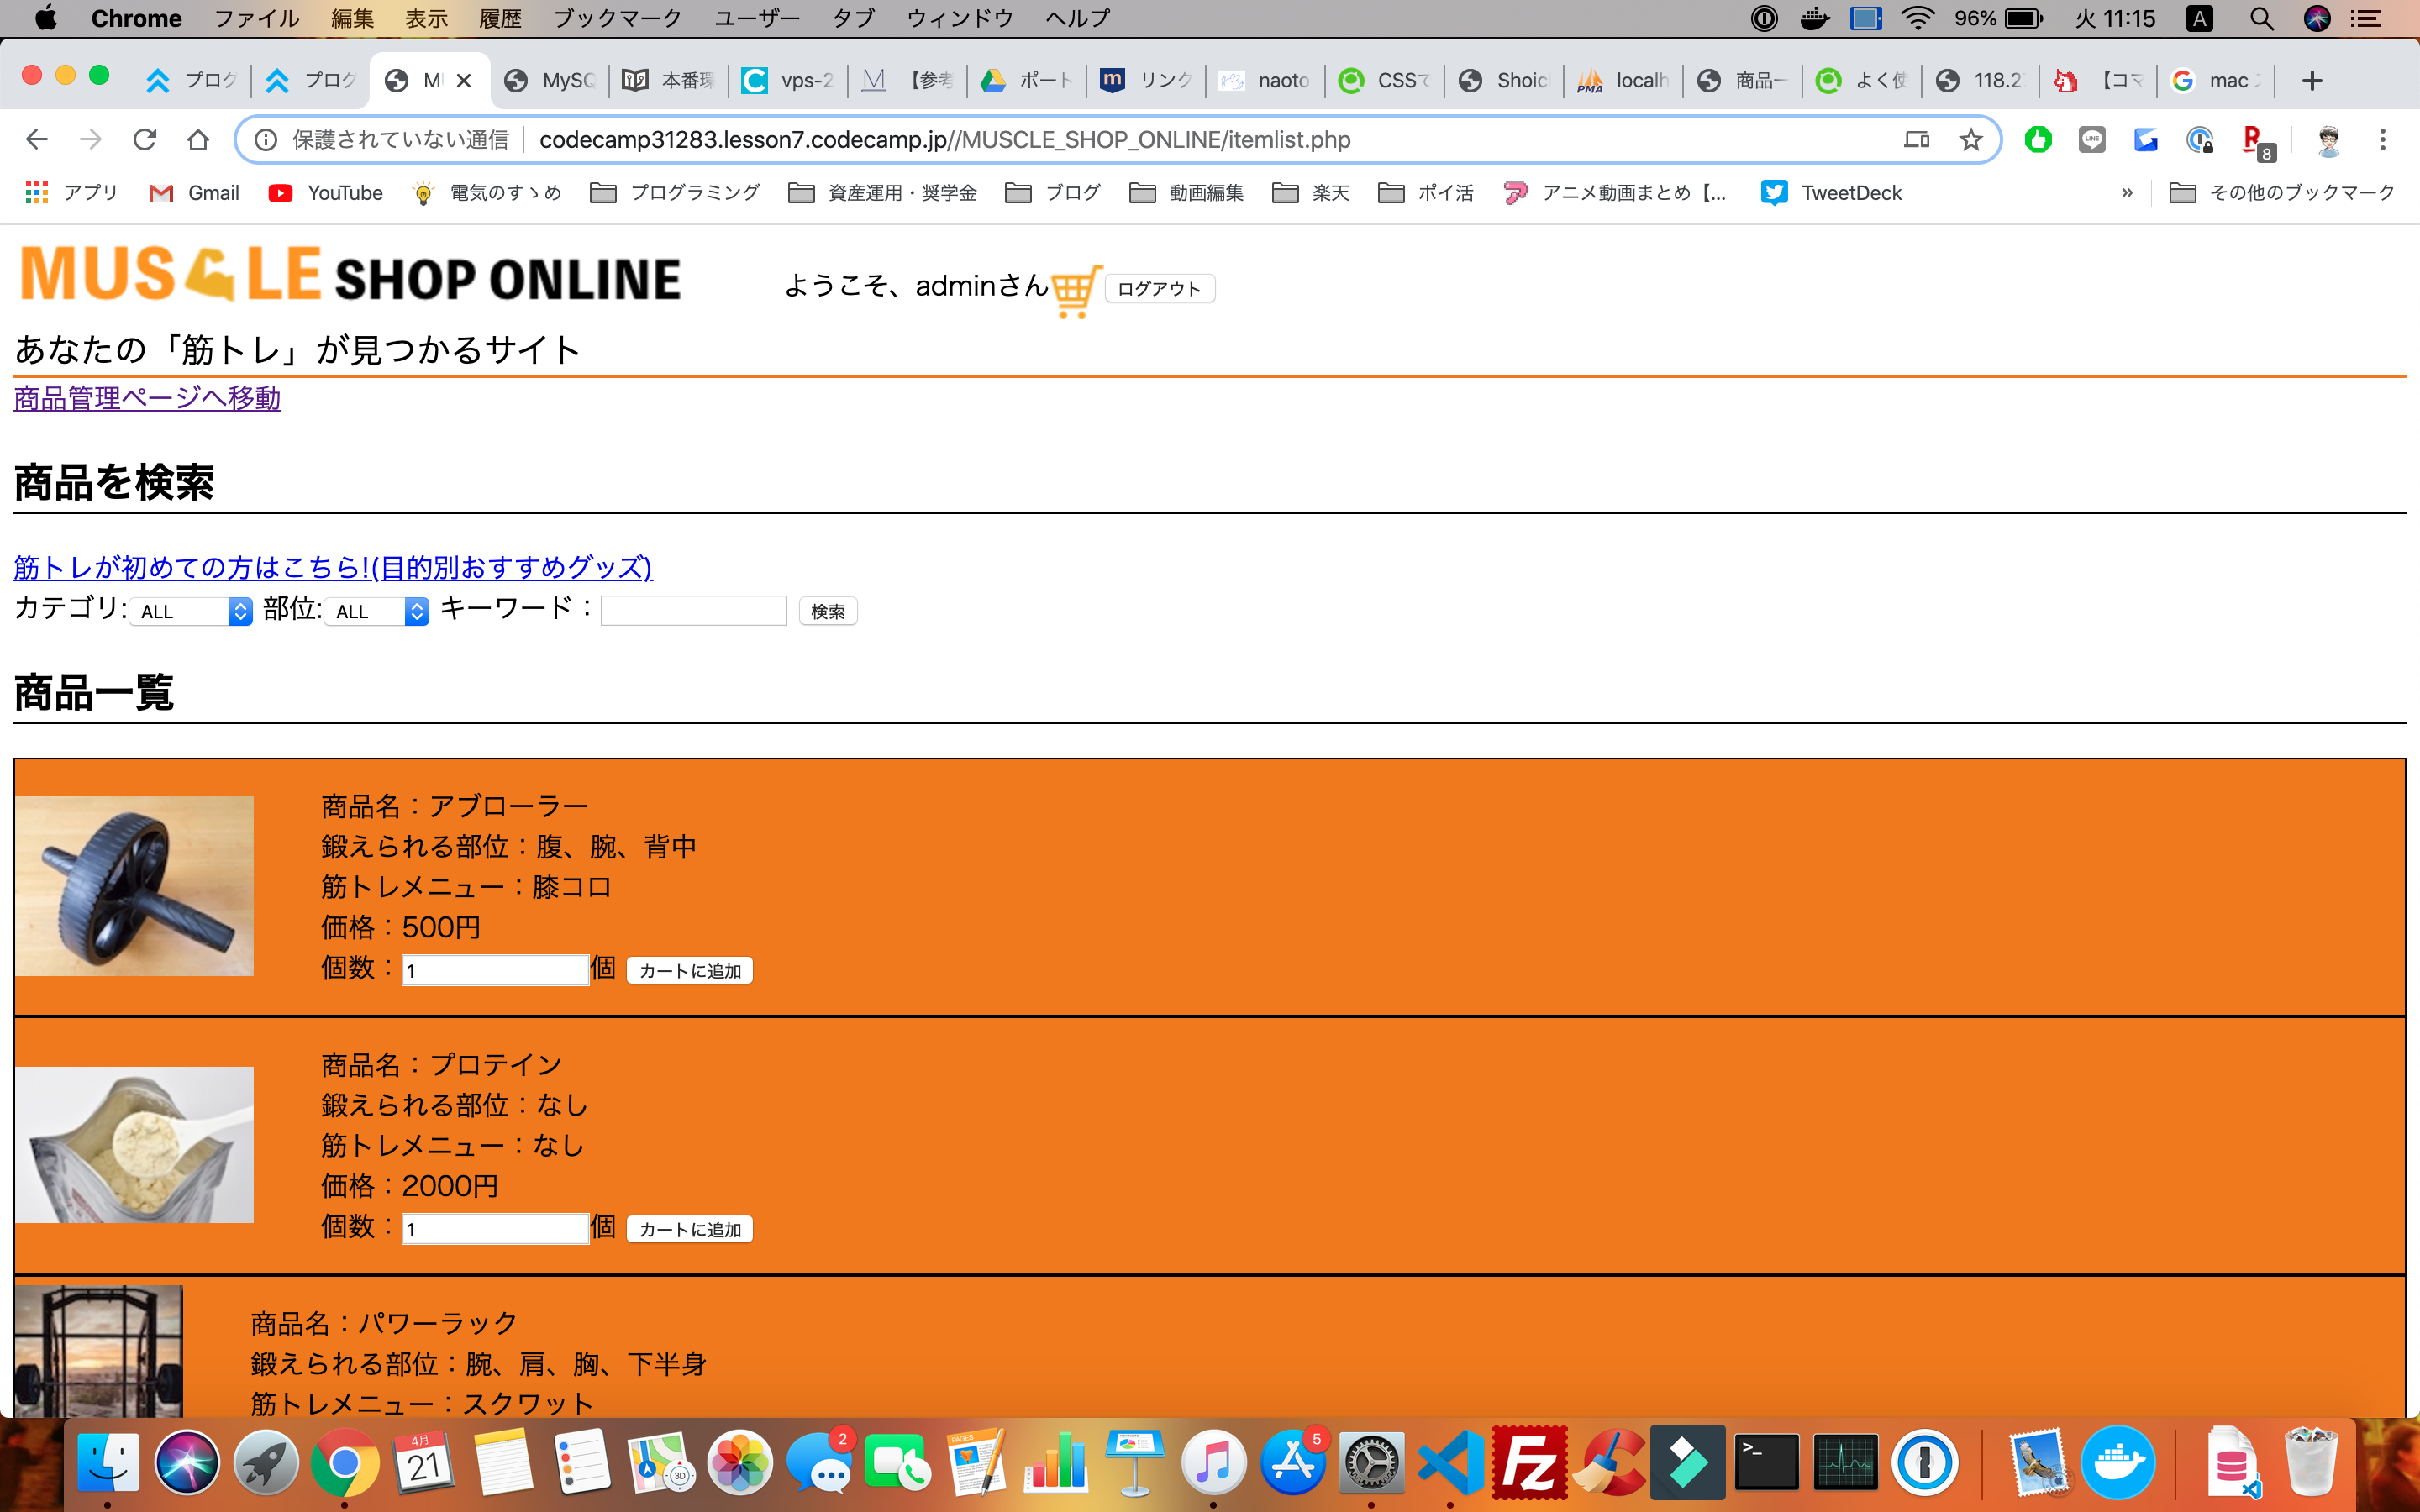 Chrome ファイル 編集 表示 履歴 ブックマーク ユーザー タブ ウィンドウ ヘルプ 96% 火 11:15 A
プログ プログ MU MySQ 本番環 vps-2 【参考 ポート リンク naoto CSSで Shoic localh 商品一 よく使 118.2 【コマ mac
保護されていない通信 codecamp31283.lesson7.codecamp.jp//MUSCLE_SHOP_ONLINE/itemlist.php 8
アプリ Gmail YouTube 電気のすゝめ プログラミング 資産運用・奨学金 ブログ 動画編集 楽天 ポイ活 アニメ動画まとめ【... TweetDeck » その他のブックマーク
MUSCLE SHOP ONLINE
ようこそ、adminさん ログアウト
あなたの「筋トレ」が見つかるサイト
商品管理ページへ移動
商品を検索
筋トレが初めての方はこちら!(目的別おすすめグッズ)
カテゴリ: ALL 部位: ALL キーワード： 検索
商品一覧
商品名：アブローラー
鍛えられる部位：腹、腕、背中
筋トレメニュー：膝コロ
価格：500円
個数：1個 カートに追加
商品名：プロテイン
鍛えられる部位：なし
筋トレメニュー：なし
価格：2000円
個数：1個 カートに追加
商品名：パワーラック
鍛えられる部位：腕、肩、胸、下半身
筋トレメニュー：スクワット
4月
21
3D
2
PAGES
5
FZ